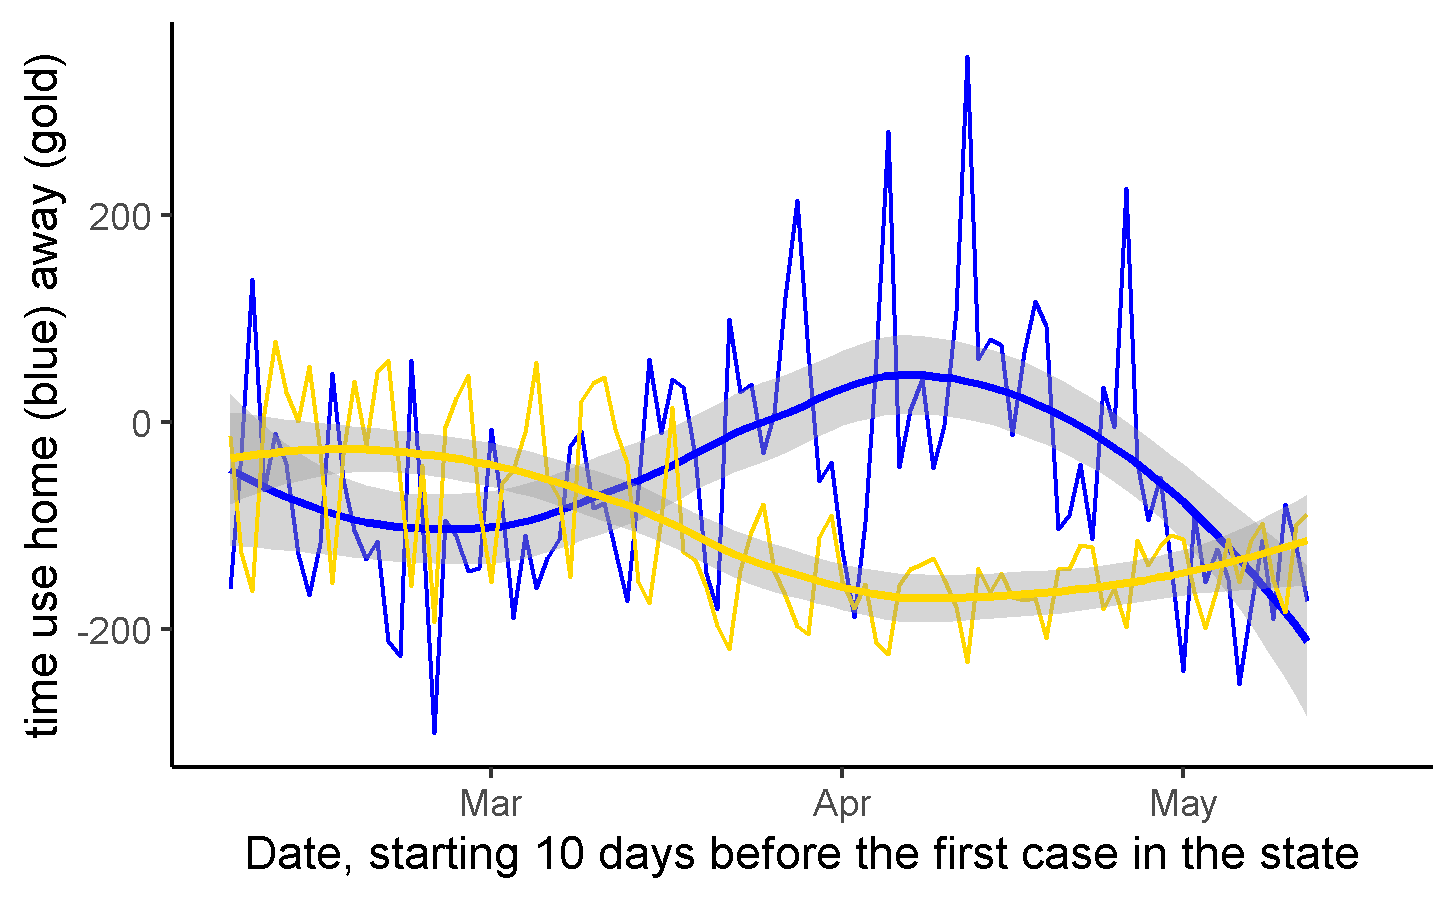 time use home (blue) away (gold)
200
0
-200
Mar
Apr
May
Date, starting 10 days before the first case in the state